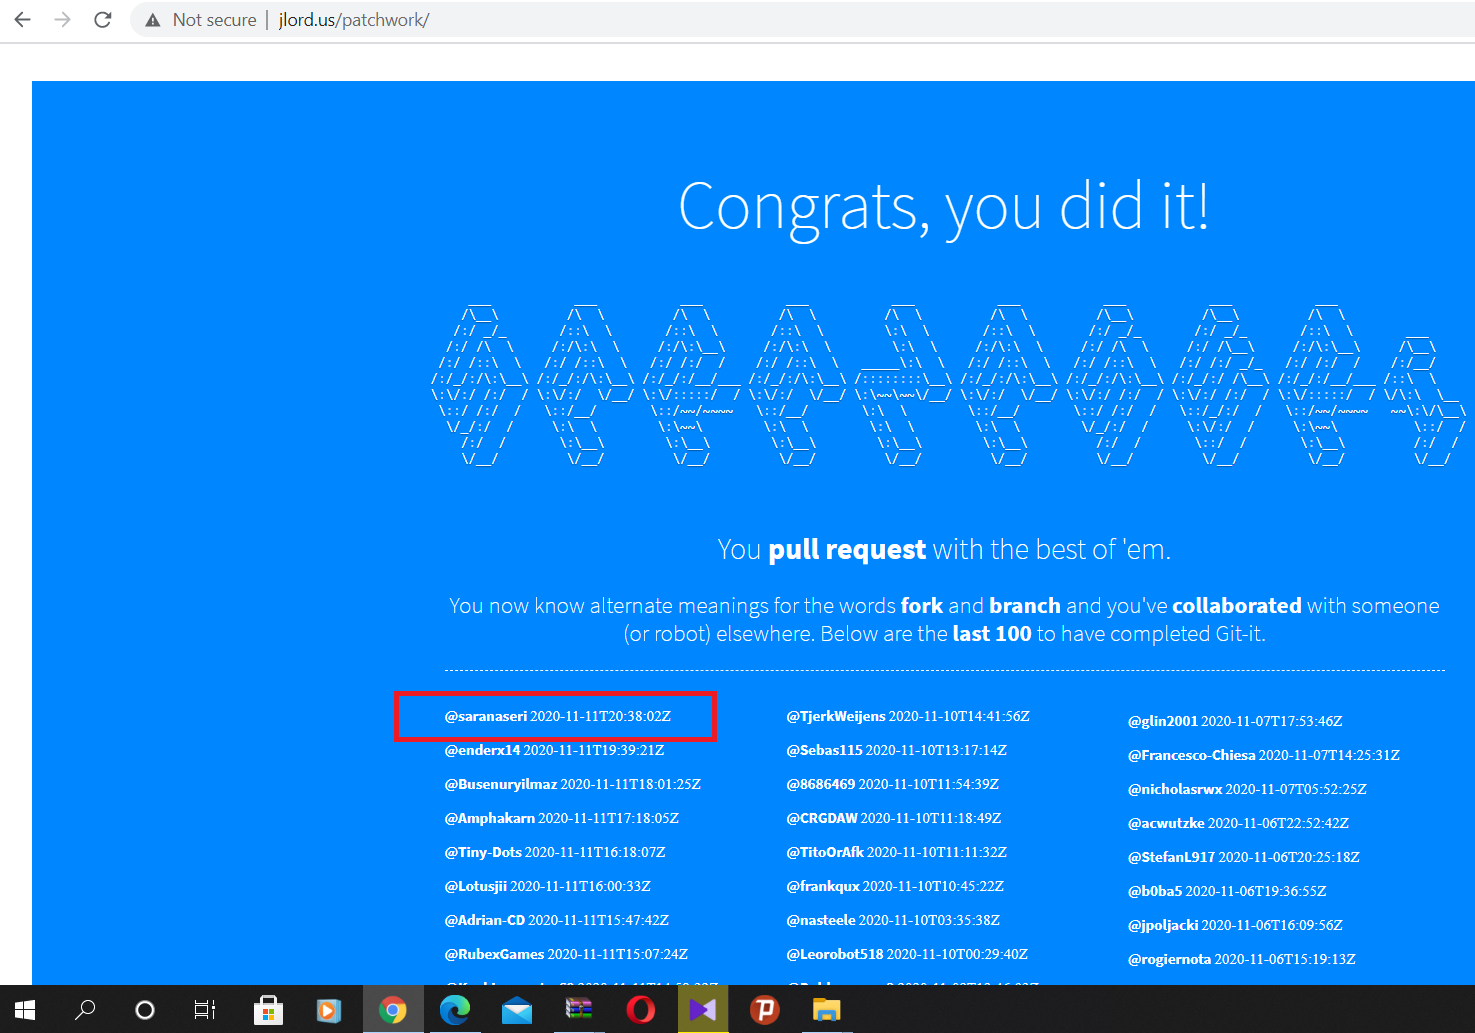 Not secure | jlord.us/patchwork/
Congrats, you did it!
You pull request with the best of 'em.
You now know alternate meanings for the words fork and branch and you've collaborated with someone
(or robot) elsewhere. Below are the last 100 to have completed Git-it.
@saranaseri 2020-11-11T20:38:02Z
@enderx14 2020-11-11T19:39:21Z
@Busenuryilmaz 2020-11-11T18:01:25Z
@Amphakarn 2020-11-11T17:18:05Z
@Tiny-Dots 2020-11-11T16:18:07Z
@Lotusjii 2020-11-11T16:00:33Z
@Adrian-CD 2020-11-11T15:47:42Z
@RubexGames 2020-11-11T15:07:24Z
@TjerkWeijens 2020-11-10T14:41:56Z
@Sebas115 2020-11-10T13:17:14Z
@8686469 2020-11-10T11:54:39Z
@CRGDAW 2020-11-10T11:18:49Z
@TitoOrAfk 2020-11-10T11:11:32Z
@frankqux 2020-11-10T10:45:22Z
@nasteele 2020-11-10T03:35:38Z
@Leorobot518 2020-11-10T00:29:40Z
@glin2001 2020-11-07T17:53:46Z
@Francesco-Chiesa 2020-11-07T14:25:31Z
@nicholasrwx 2020-11-07T05:52:25Z
@acwutzke 2020-11-06T22:52:42Z
@StefanL917 2020-11-06T20:25:18Z
@b0ba5 2020-11-06T19:36:55Z
@jpoljacki 2020-11-06T16:09:56Z
@rogiernota 2020-11-06T15:19:13Z